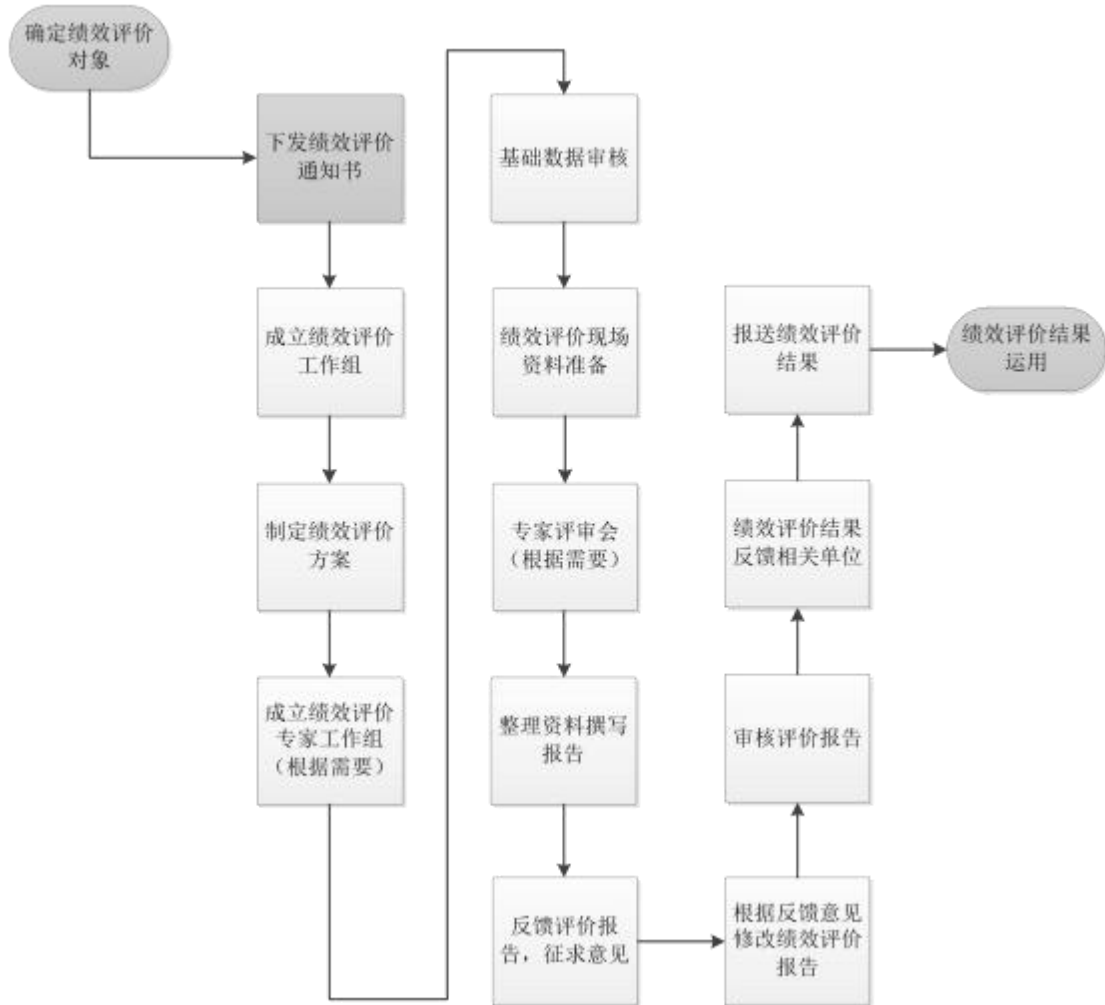 确定绩效评价
对象
下发绩效评价
通知书
成立绩效评价
工作组
制定绩效评价
方案
成立绩效评价
专家工作组
（根据需要）
基础数据审核
绩效评价现场
资料准备
专家评审会
（根据需要）
整理资料撰写
报告
反馈评价报
告，征求意见
根据反馈意见
修改绩效评价
报告
审核评价报告
绩效评价结果
反馈相关单位
报送绩效评价
结果
绩效评价结果
运用